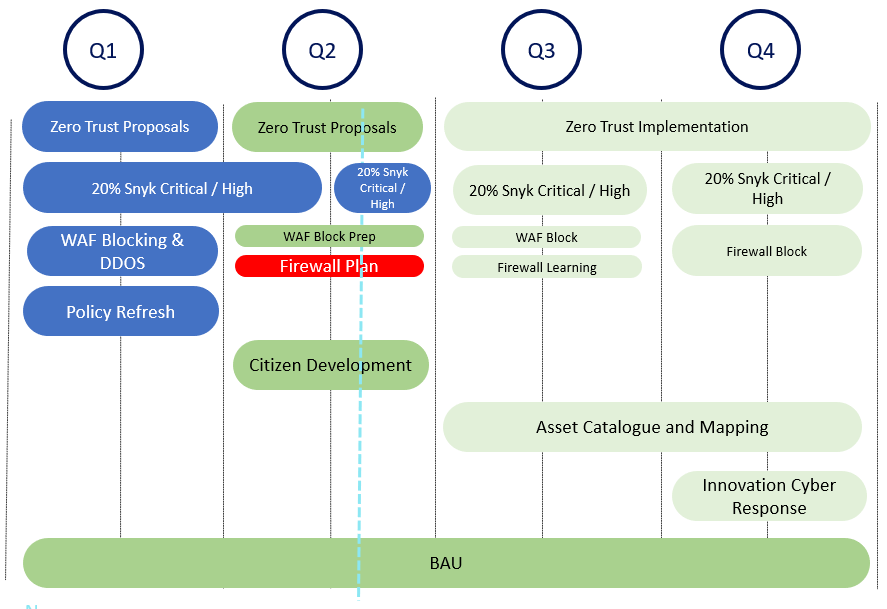 Q1
Q2
Q3
Q4
Zero Trust Proposals
Zero Trust Proposals
Zero Trust Implementation
20% Snyk Critical / High
20% Snyk
Critical /
High
20% Snyk Critical / High
20% Snyk Critical /
High
WAF Blocking &
DDOS
WAF Block Prep
WAF Block
Firewall Block
Firewall Plan
Firewall Learning
Policy Refresh
Citizen Development
Asset Catalogue and Mapping
Innovation Cyber
Response
BAU